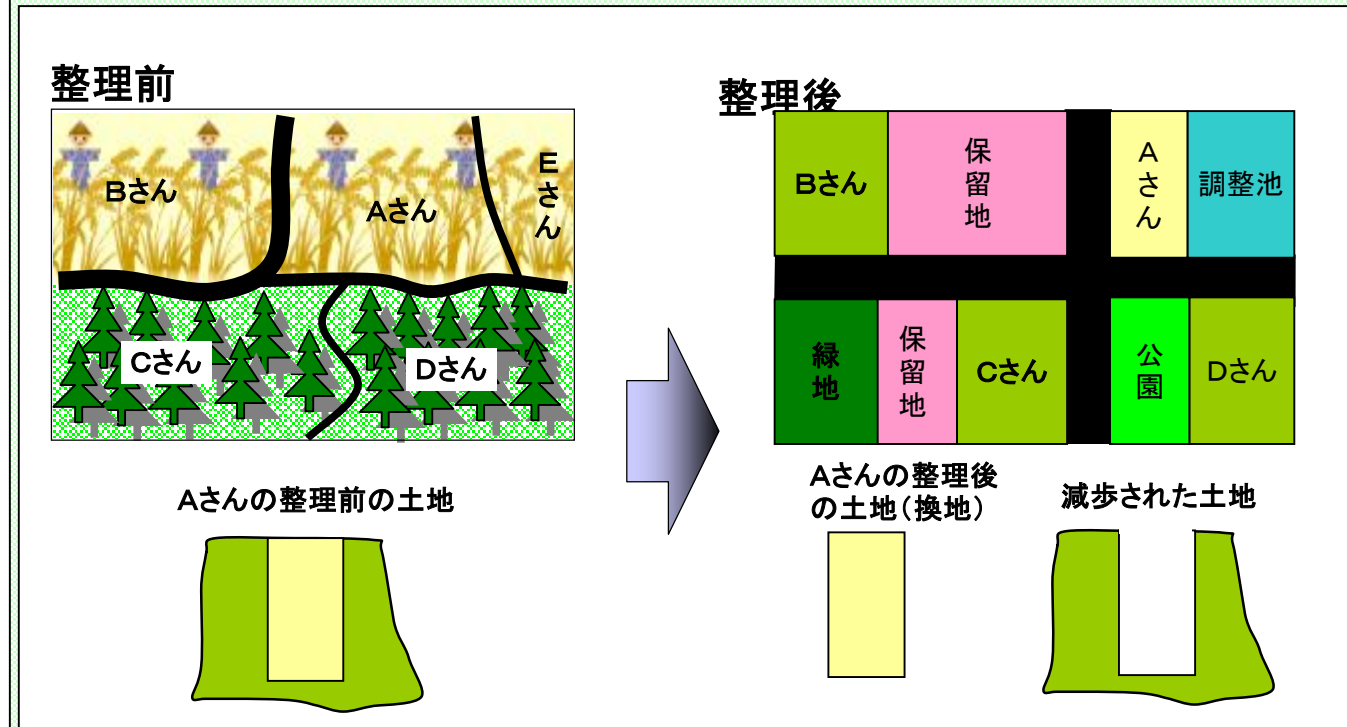 整理前
Bさん
Aさん
Eさん
Cさん
Dさん
Aさんの整理前の土地
整理後
Bさん
保留地
Aさん
調整池
緑地
保留地
Cさん
公園
Dさん
Aさんの整理後
の土地(換地)
減歩された土地